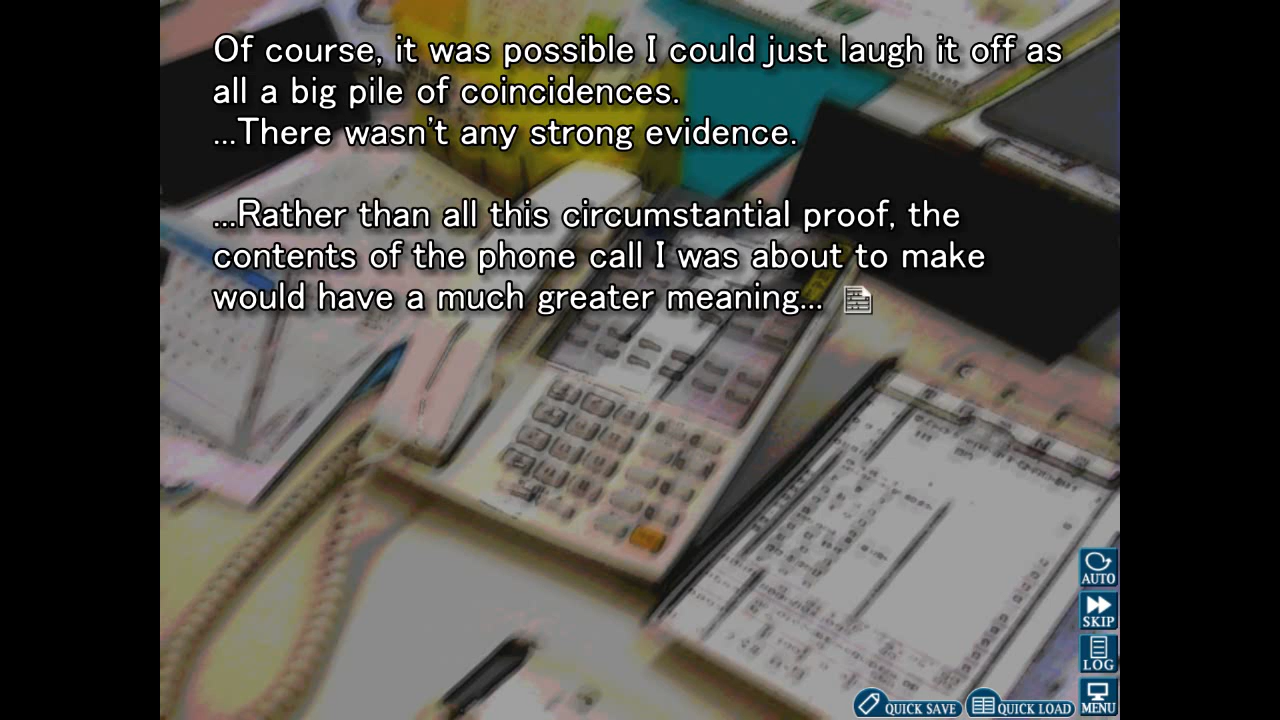 Of course, it was possible I could just laugh it off as
all a big pile of coincidences.
...There wasn't any strong evidence.
...Rather than all this circumstantial proof, the
contents of the phone call I was about to make
would have a much greater meaning...
AUTO
SKIP
LOG
MENU
QUICK SAVE
QUICK LOAD